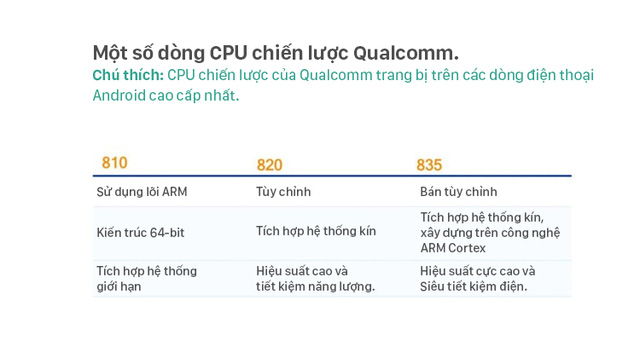 Một số dòng CPU chiến lược Qualcomm.
Chú thích: CPU chiến lược của Qualcomm trang bị trên các dòng điện thoại
Android cao cấp nhất.
810 820 835
Sử dụng lõi ARM Tùy chỉnh Bán tùy chỉnh
Kiến trúc 64-bit Tích hợp hệ thống kín Tích hợp hệ thống kín,
xây dựng trên công nghệ
ARM Cortex
Tích hợp hệ thống Hiệu suất cao và Hiệu suất cực cao và
giới hạn tiết kiệm năng lượng. Siêu tiết kiệm điện.